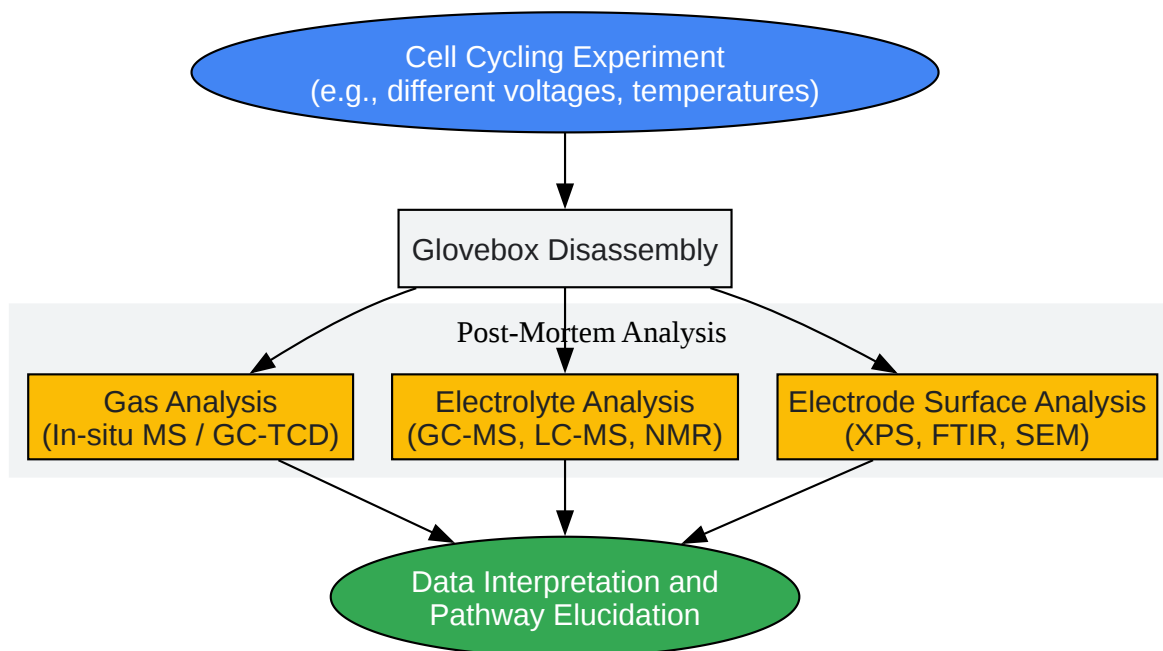 Cell Cycling Experiment
(e.g., different voltages, temperatures)
Glovebox Disassembly
Post-Mortem Analysis
Gas Analysis
(In-situ MS / GC-TCD)
Electrolyte Analysis
(GC-MS, LC-MS, NMR)
Electrode Surface Analysis
(XPS, FTIR, SEM)
Data Interpretation and
Pathway Elucidation